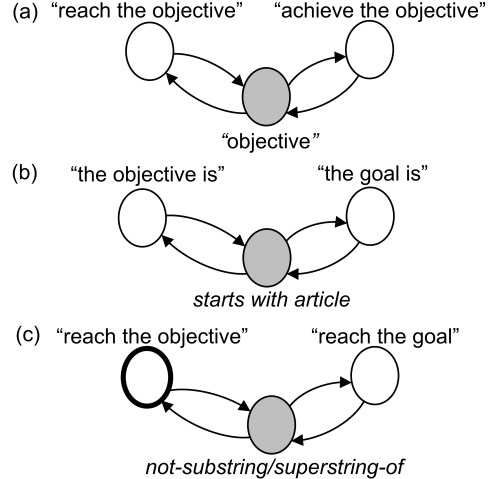 (a) “reach the objective” “achieve the objective”
“objective”
(b) “the objective is” “the goal is”
starts with article
(c) “reach the objective” “reach the goal”
not-substring/superstring-of